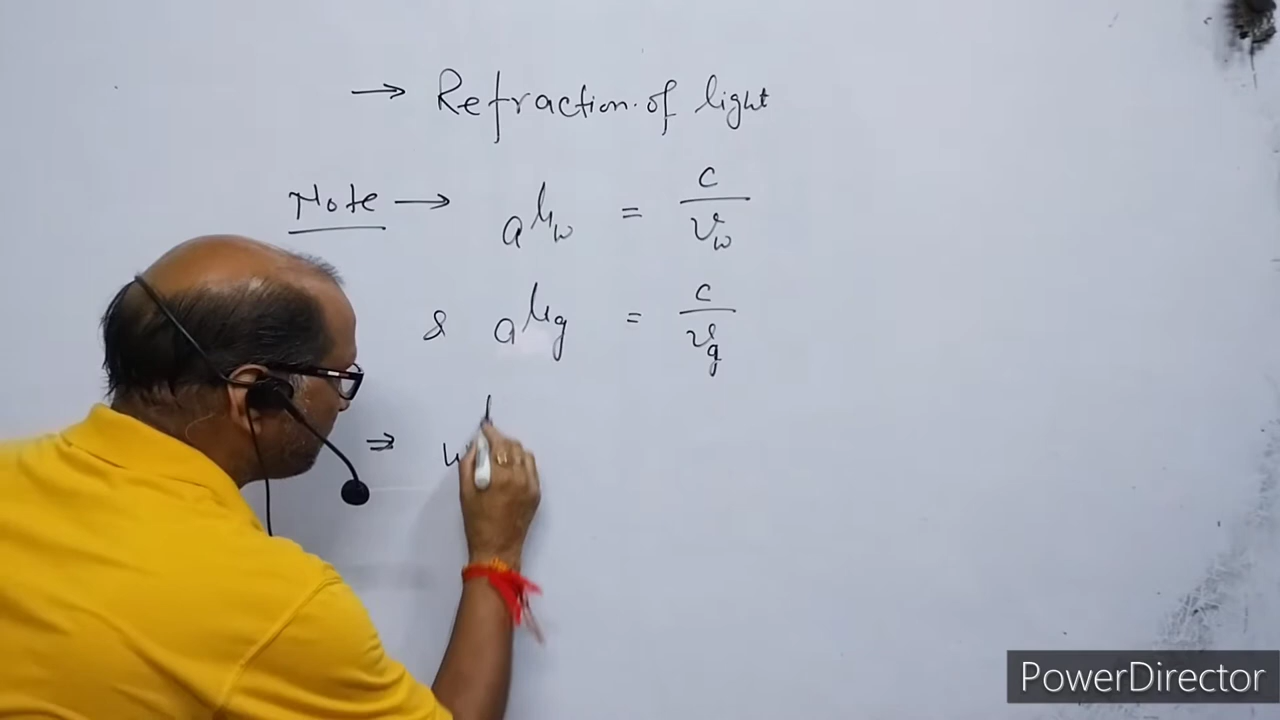 → Refraction of light
Note → aμw = c/vw
& aμg = c/vg
⇒ w
PowerDirector